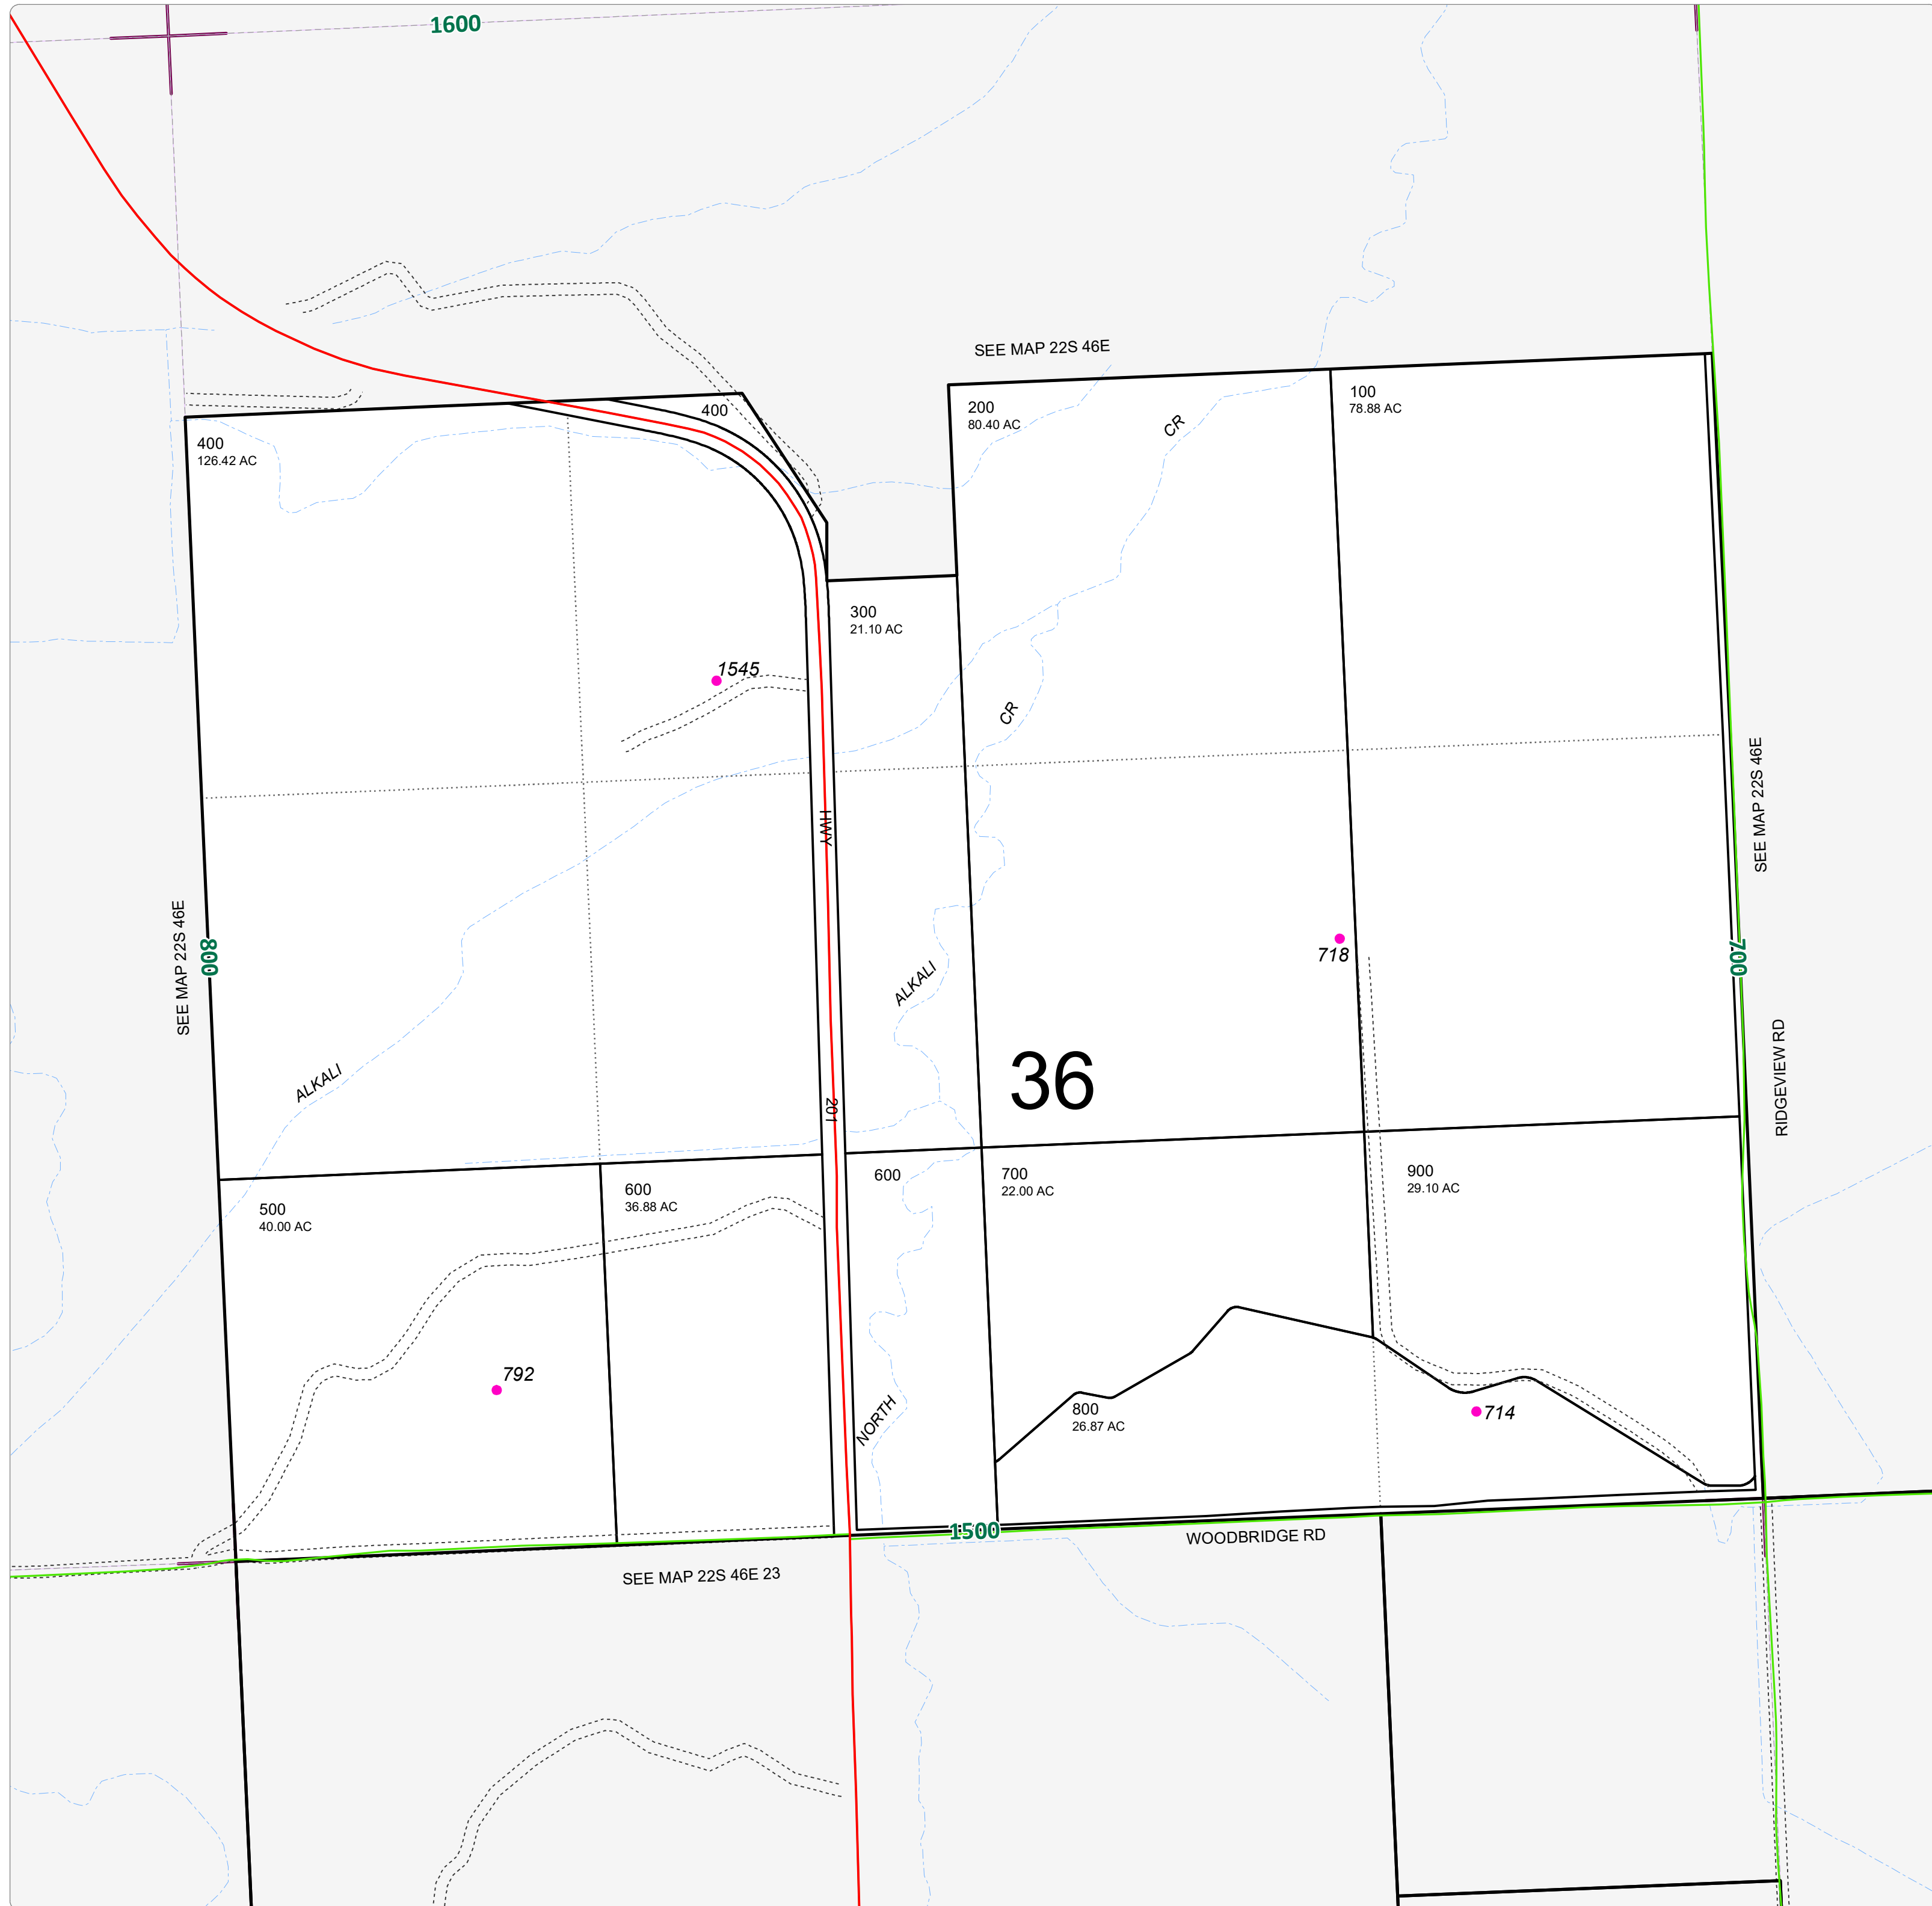 1600
SEE MAP 22S 46E
400
126.42 AC
400
200
80.40 AC
CR
100
78.88 AC
300
21.10 AC
1545
CR
SEE MAP 22S 46E
HWY
SEE MAP 22S 46E
800
718
700
ALKALI
36
ALKALI
201
RIDGEVIEW RD
500
40.00 AC
600
36.88 AC
600
700
22.00 AC
900
29.10 AC
792
NORTH
800
26.87 AC
714
1500
WOODBRIDGE RD
SEE MAP 22S 46E 23